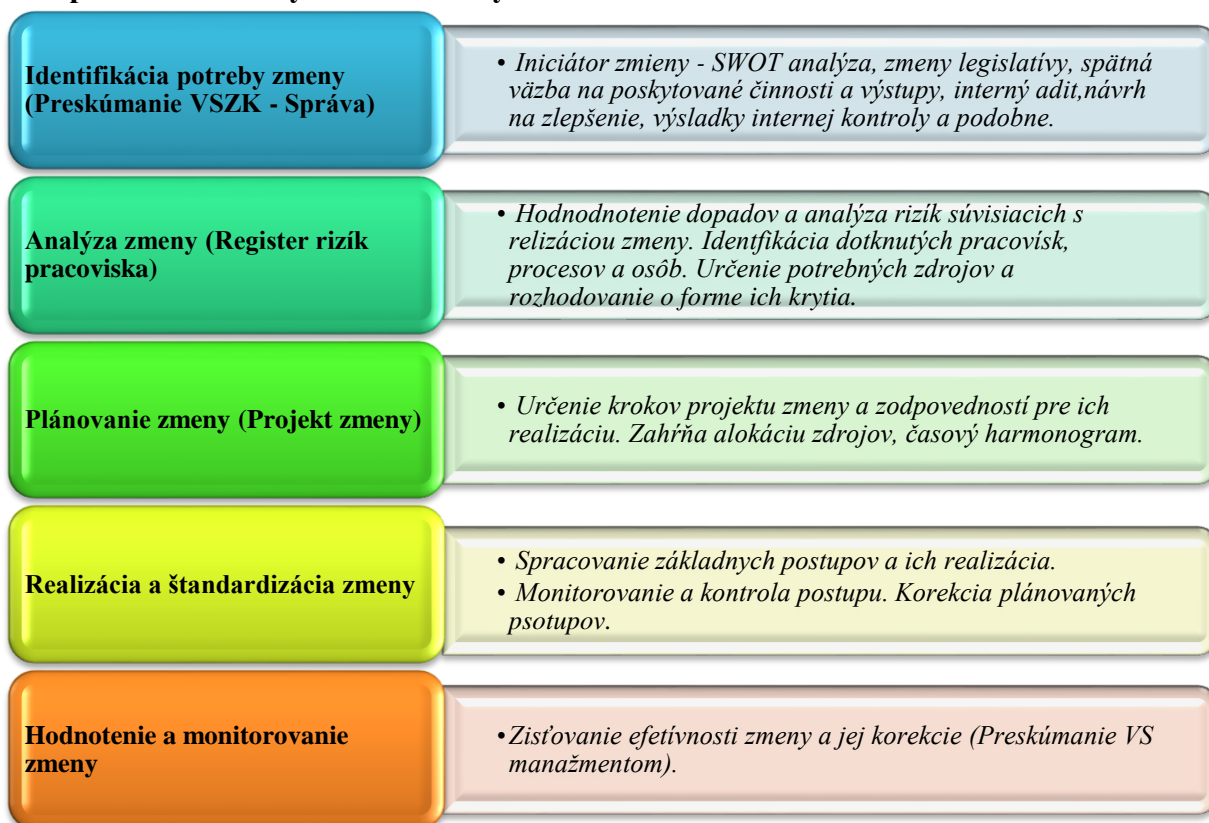 Identifikácia potreby zmeny
(Preskúmanie VSZK - Správa)
• Iniciátor zmieny - SWOT analýza, zmeny legislatívy, spätná
väzba na poskytované činnosti a výstupy, interný adit,návrh
na zlepšenie, výsladky internej kontroly a podobne.
Analýza zmeny (Register rizík
pracoviska)
• Hodnodnotenie dopadov a analýza rizík súvisiacich s
relizáciou zmeny. Identfikácia dotknutých pracovísk,
procesov a osôb. Určenie potrebných zdrojov a
rozhodovanie o forme ich krytia.
Plánovanie zmeny (Projekt zmeny)
• Určenie krokov projektu zmeny a zodpovedností pre ich
realizáciu. Zahŕňa alokáciu zdrojov, časový harmonogram.
Realizácia a štandardizácia zmeny
• Spracovanie základnych postupov a ich realizácia.
• Monitorovanie a kontrola postupu. Korekcia plánovaných
psotupov.
Hodnotenie a monitorovanie
zmeny
• Zisťovanie efetívnosti zmeny a jej korekcie (Preskúmanie VS
manažmentom).